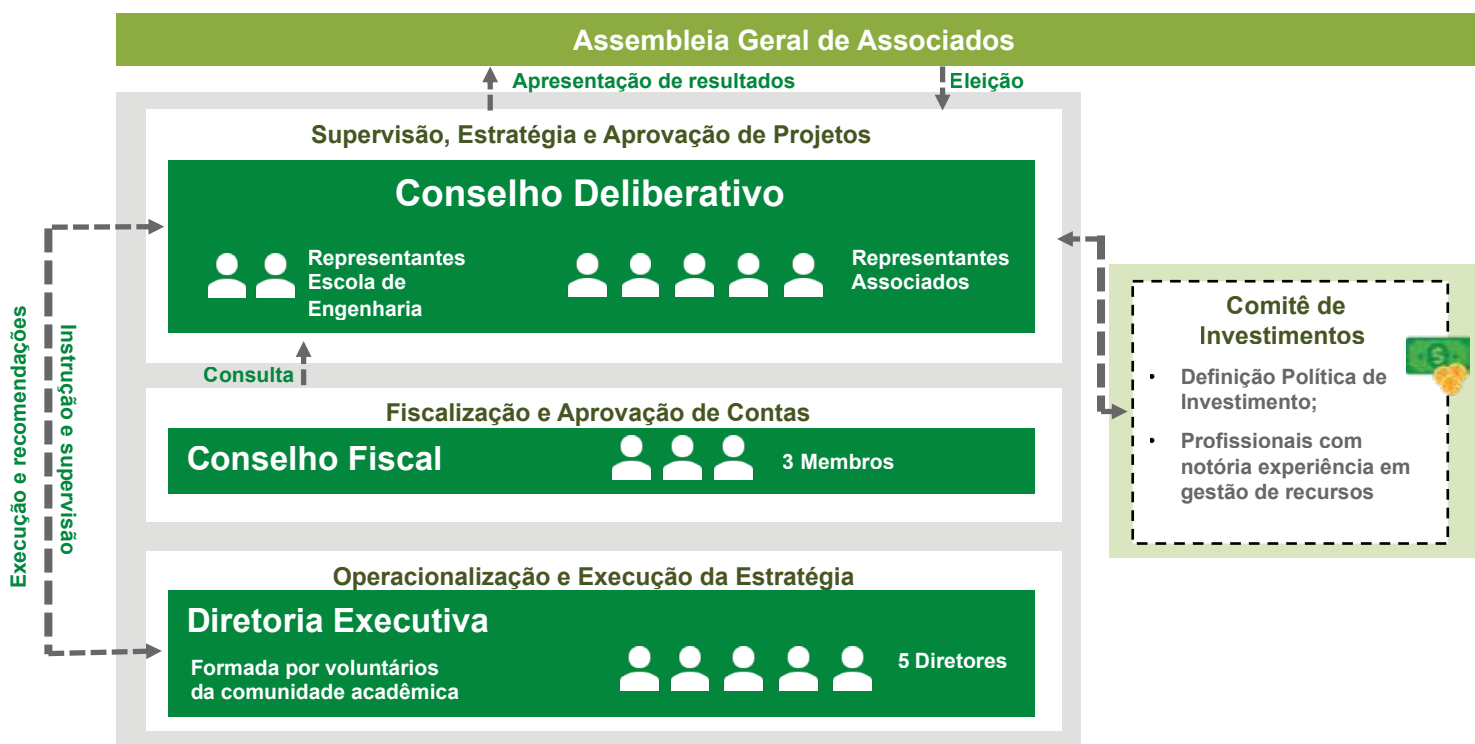 Assembleia Geral de Associados
Apresentação de resultados
Eleição
Supervisão, Estratégia e Aprovação de Projetos
Conselho Deliberativo
Representantes
Escola de
Engenharia
Representantes
Associados
Consulta
Fiscalização e Aprovação de Contas
Conselho Fiscal
3 Membros
Operacionalização e Execução da Estratégia
Diretoria Executiva
Formada por voluntários
da comunidade acadêmica
5 Diretores
Execução e recomendações
Instrução e supervisão
Comitê de
Investimentos
• Definição Política de
Investimento;
• Profissionais com
notória experiência em
gestão de recursos
$